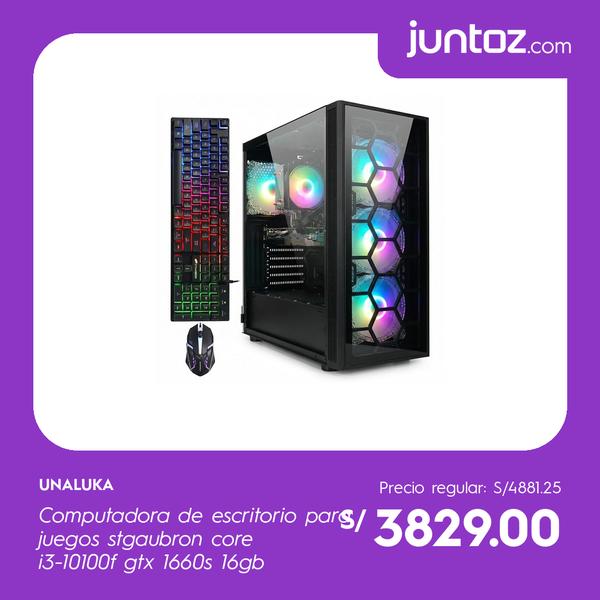 juntoz.com
UNALUKA
Computadora de escritorio para
juegos stgaubron core
i3-10100f gtx 1660s 16gb
Precio regular: S/4881.25
S/ 3829.00